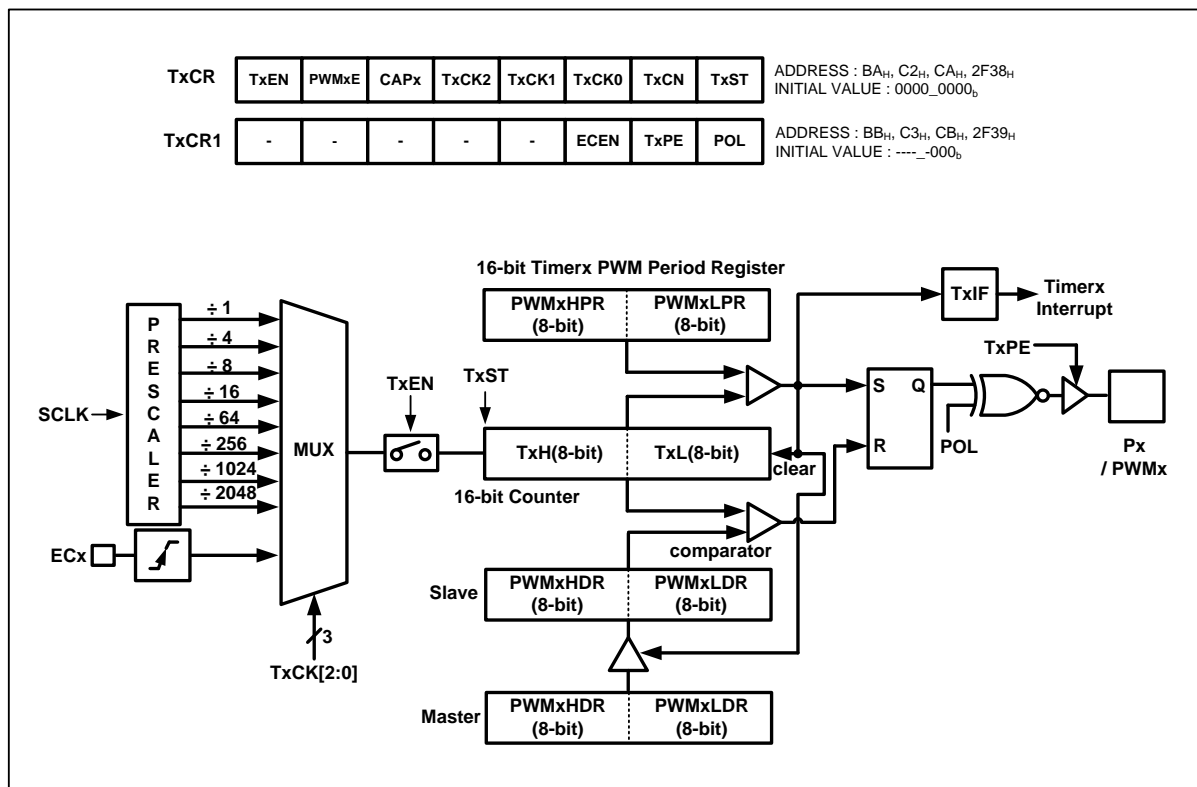 TxCR TxEN PWMxE CAPx TxCK2 TxCK1 TxCK0 TxCN TxST
ADDRESS : BAH, C2H, CAH, 2F38H
INITIAL VALUE : 0000_0000b
TxCR1 - - - - - ECEN TxPE POL
ADDRESS : BBH, C3H, CBH, 2F39H
INITIAL VALUE : ----_-000b
16-bit Timerx PWM Period Register
PWMxHPR
(8-bit)
PWMxLPR
(8-bit)
TxIF
Timerx
Interrupt
SCLK
PRESCALER
÷ 1
÷ 4
÷ 8
÷ 16
÷ 64
÷ 256
÷ 1024
÷ 2048
MUX
TxEN
TxST
TxH(8-bit)
TxL(8-bit)
clear
16-bit Counter
comparator
S Q
R
POL
TxPE
Px
/ PWMx
ECx
3
TxCK[2:0]
Slave
PWMxHDR
(8-bit)
PWMxLDR
(8-bit)
Master
PWMxHDR
(8-bit)
PWMxLDR
(8-bit)